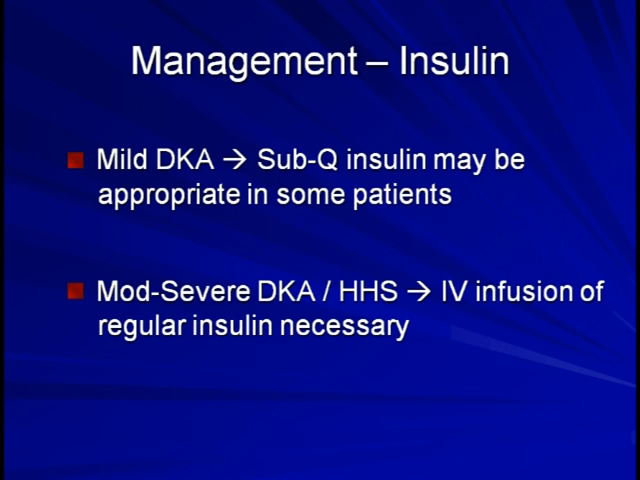 Management – Insulin
Mild DKA → Sub-Q insulin may be
appropriate in some patients
Mod-Severe DKA / HHS → IV infusion of
regular insulin necessary